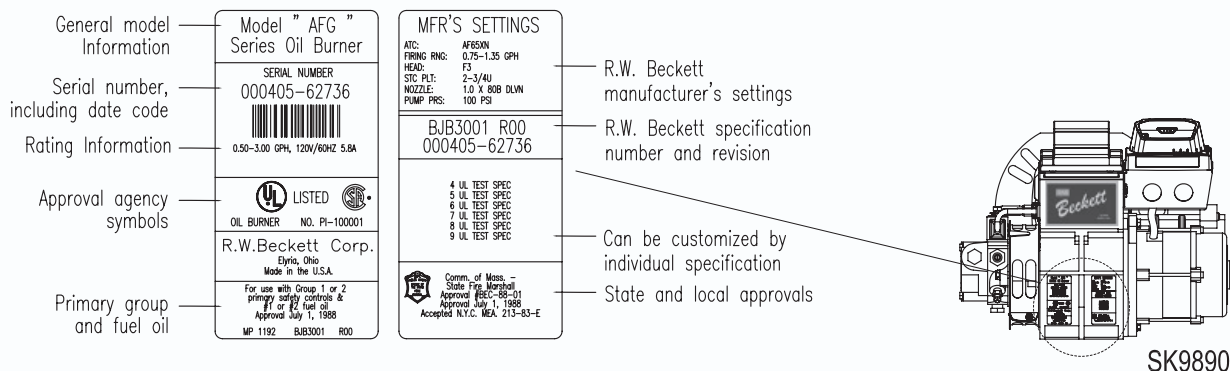 General model
Information
Serial number,
including date code
Rating Information
Approval agency
symbols
Primary group
and fuel oil
Model " AFG "
Series Oil Burner
SERIAL NUMBER
000405-62736
0.50-3.00 GPH, 120V/60HZ 5.8A
UL LISTED SA
OIL BURNER NO. PI-100001
R.W.Beckett Corp.
Elyria, Ohio
Made in the U.S.A.
For use with Group 1 or 2
primary safety controls &
#1 or #2 fuel oil
Approval July 1, 1988
MP 1192 BJB3001 R00
MFR'S SETTINGS
ATC: AF65XN
FIRING RNG: 0.75-1.35 GPH
HEAD: F3
STC PLT: 2-3/4U
NOZZLE: 1.0 X 80B DLVN
PUMP PRS: 100 PSI
BJB3001 R00
000405-62736
4 UL TEST SPEC
5 UL TEST SPEC
6 UL TEST SPEC
7 UL TEST SPEC
8 UL TEST SPEC
9 UL TEST SPEC
Comm. of Mass. -
State Fire Marshall
Approval #BEC-88-01
Approval July 1, 1988
Accepted N.Y.C. MEA. 213-83-E
R.W. Beckett
manufacturer's settings
R.W. Beckett specification
number and revision
Can be customized by
individual specification
State and local approvals
Beckett
SK9890